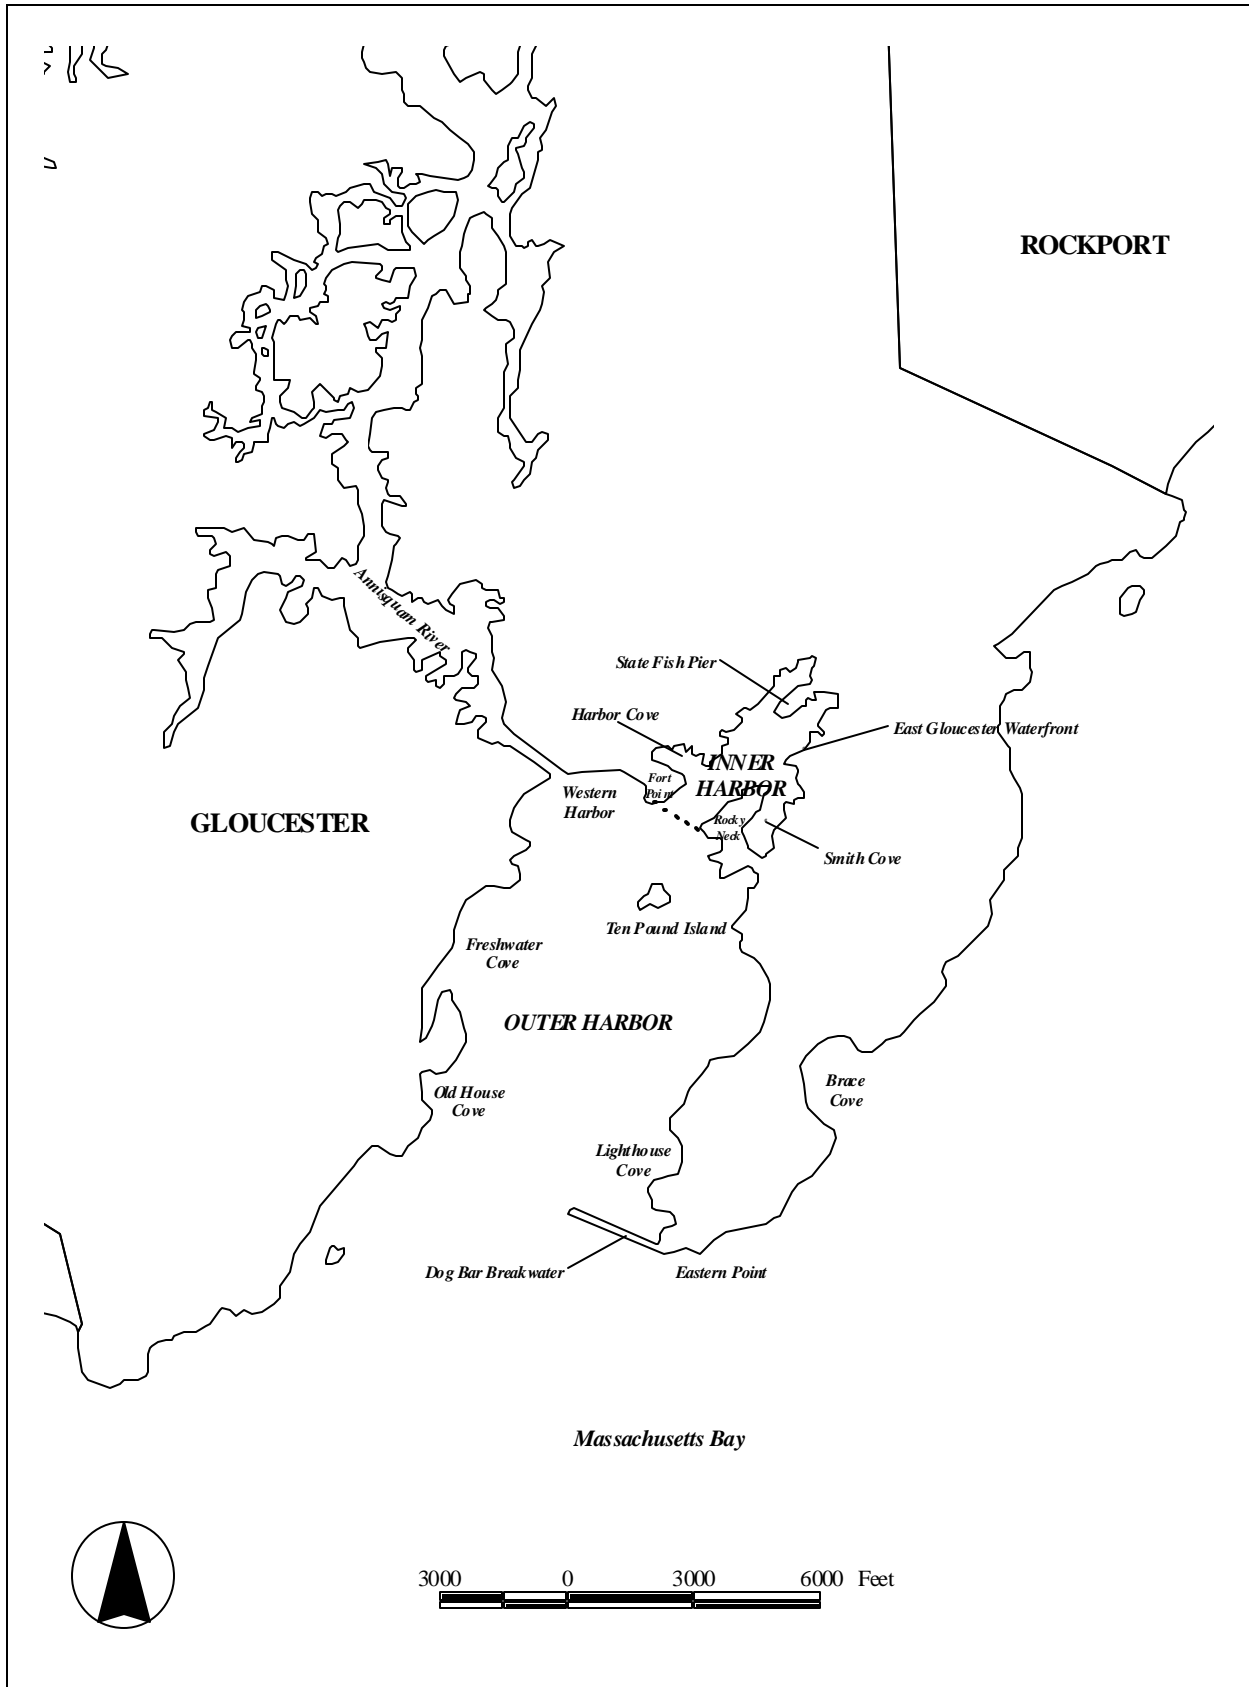 ROCKPORT
Annisquam River
State Fish Pier
Harbor Cove
East Gloucester Waterfront
INNER
HARBOR
Fort
Point
Western
Harbor
GLOUCESTER
Rocky
Neck
Smith Cove
Ten Pound Island
Freshwater
Cove
OUTER HARBOR
Brace
Cove
Old House
Cove
Lighthouse
Cove
Dog Bar Breakwater
Eastern Point
Massachusetts Bay
3000 0 3000 6000 Feet